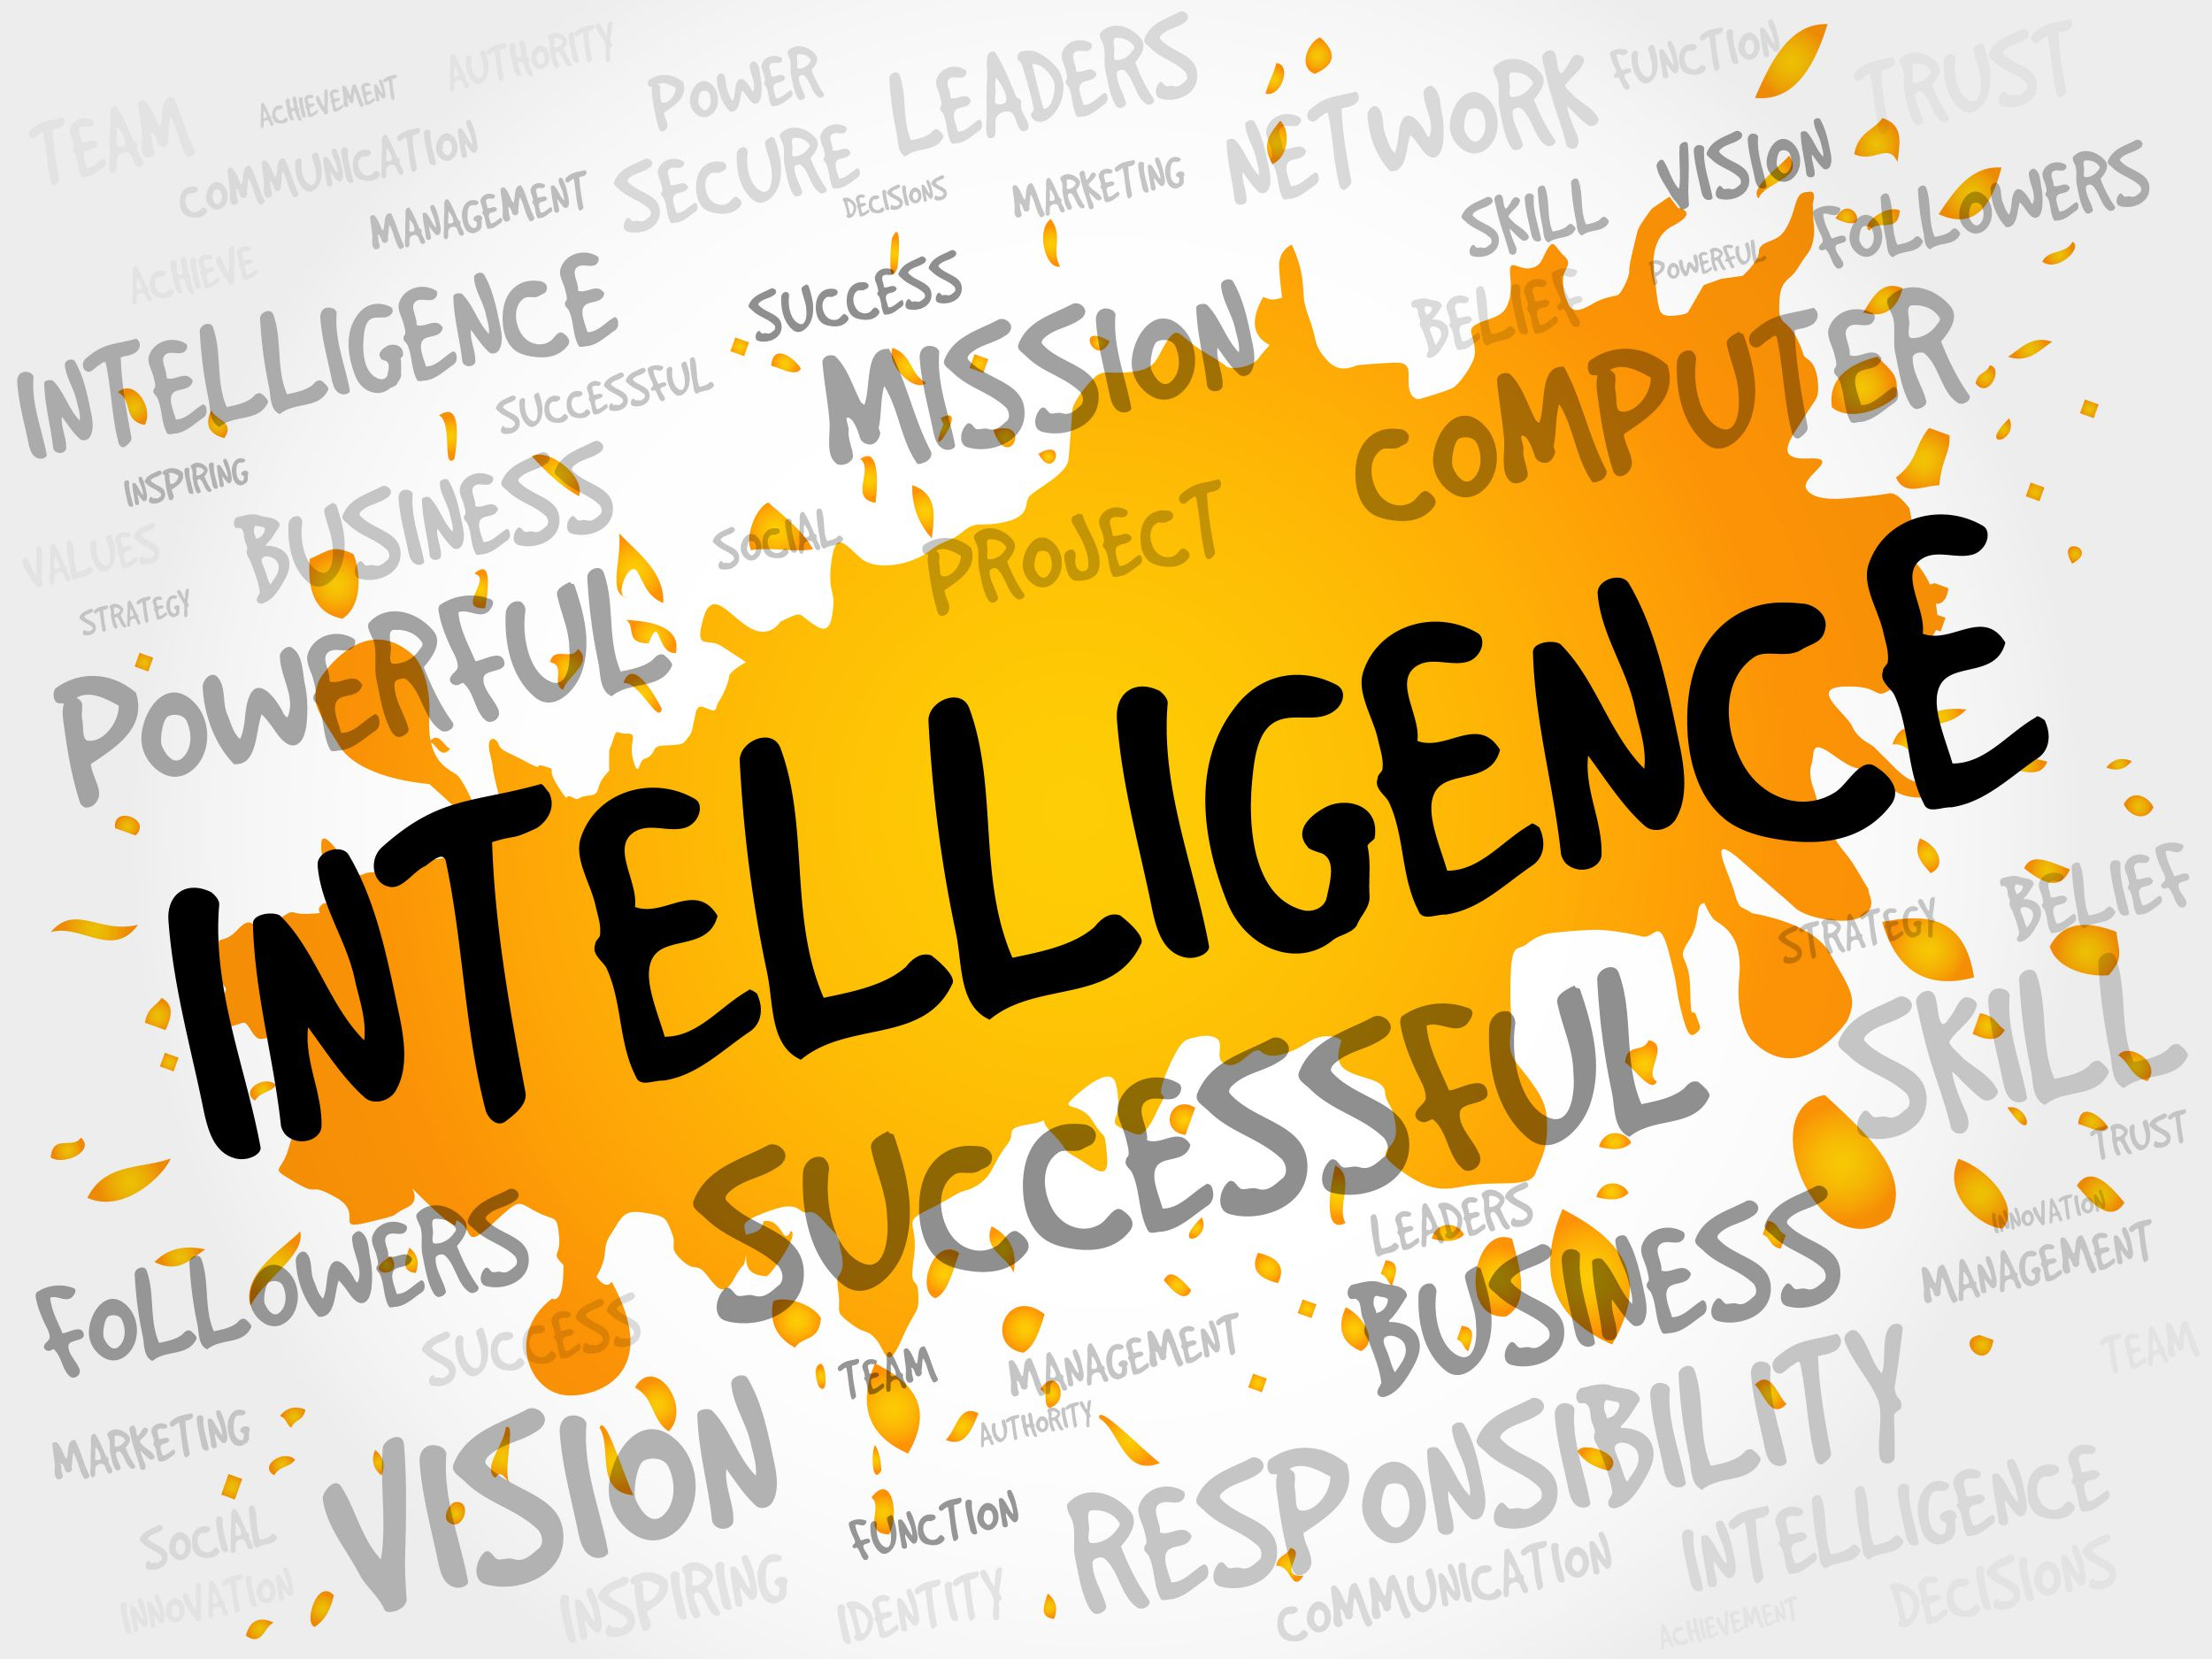 AUTHORITY
TEAM
ACHIEVEMENT
POWER
LEADERS
NETWORK
FUNCTION
TRUST
COMMUNICATION
SECURE
VISION
MANAGEMENT
DECISIONS
MARKETING
SKILL
FOLLOWERS
ACHIEVE
POWERFUL
INTELLIGENCE
SUCCESS
BELIEF
SUCCESSFUL
MISSION
COMPUTER
INSPIRING
BUSINESS
SOCIAL
PROJECT
VALUES
STRATEGY
POWERFUL
INTELLIGENCE
BELIEF
STRATEGY
SKILL
SUCCESSFUL
TRUST
FOLLOWERS
LEADERS
INNOVATION
BUSINESS
MANAGEMENT
SUCCESS
TEAM
MANAGEMENT
TEAM
AUTHORITY
MARKETING
VISION
RESPONSIBILITY
SOCIAL
FUNCTION
INTELLIGENCE
INNOVATION
INSPIRING
IDENTITY
COMMUNICATION
DECISIONS
ACHIEVEMENT